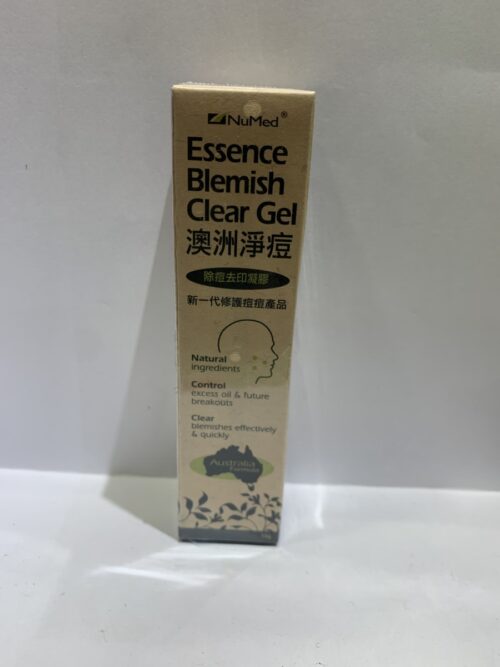 NuMed®
Essence
Blemish
Clear Gel
澳洲淨痘
除痘去印凝膠
新一代修護痘痘產品
Natural
ingredients
Control
excess oil & future
breakouts
Clear
blemishes effectively
& quickly
Australia
Formula